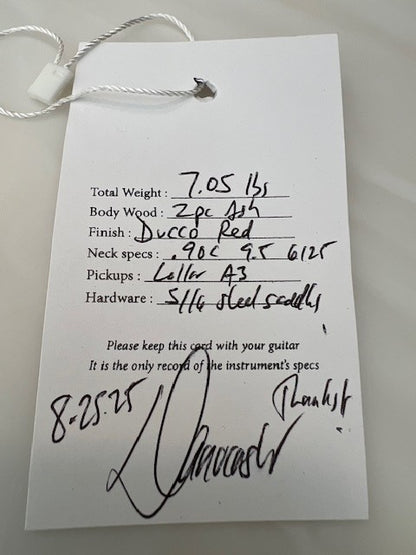 Total Weight : 7.05 lbs
Body Wood : 2pc Ash
Finish : Ducco Red
Neck specs : .90 C 9.5 6125
Pickups : Lollar A3
Hardware : 5/16 steel saddles
Please keep this card with your guitar
It is the only record of the instrument's specs
8-25-25
Thanks!